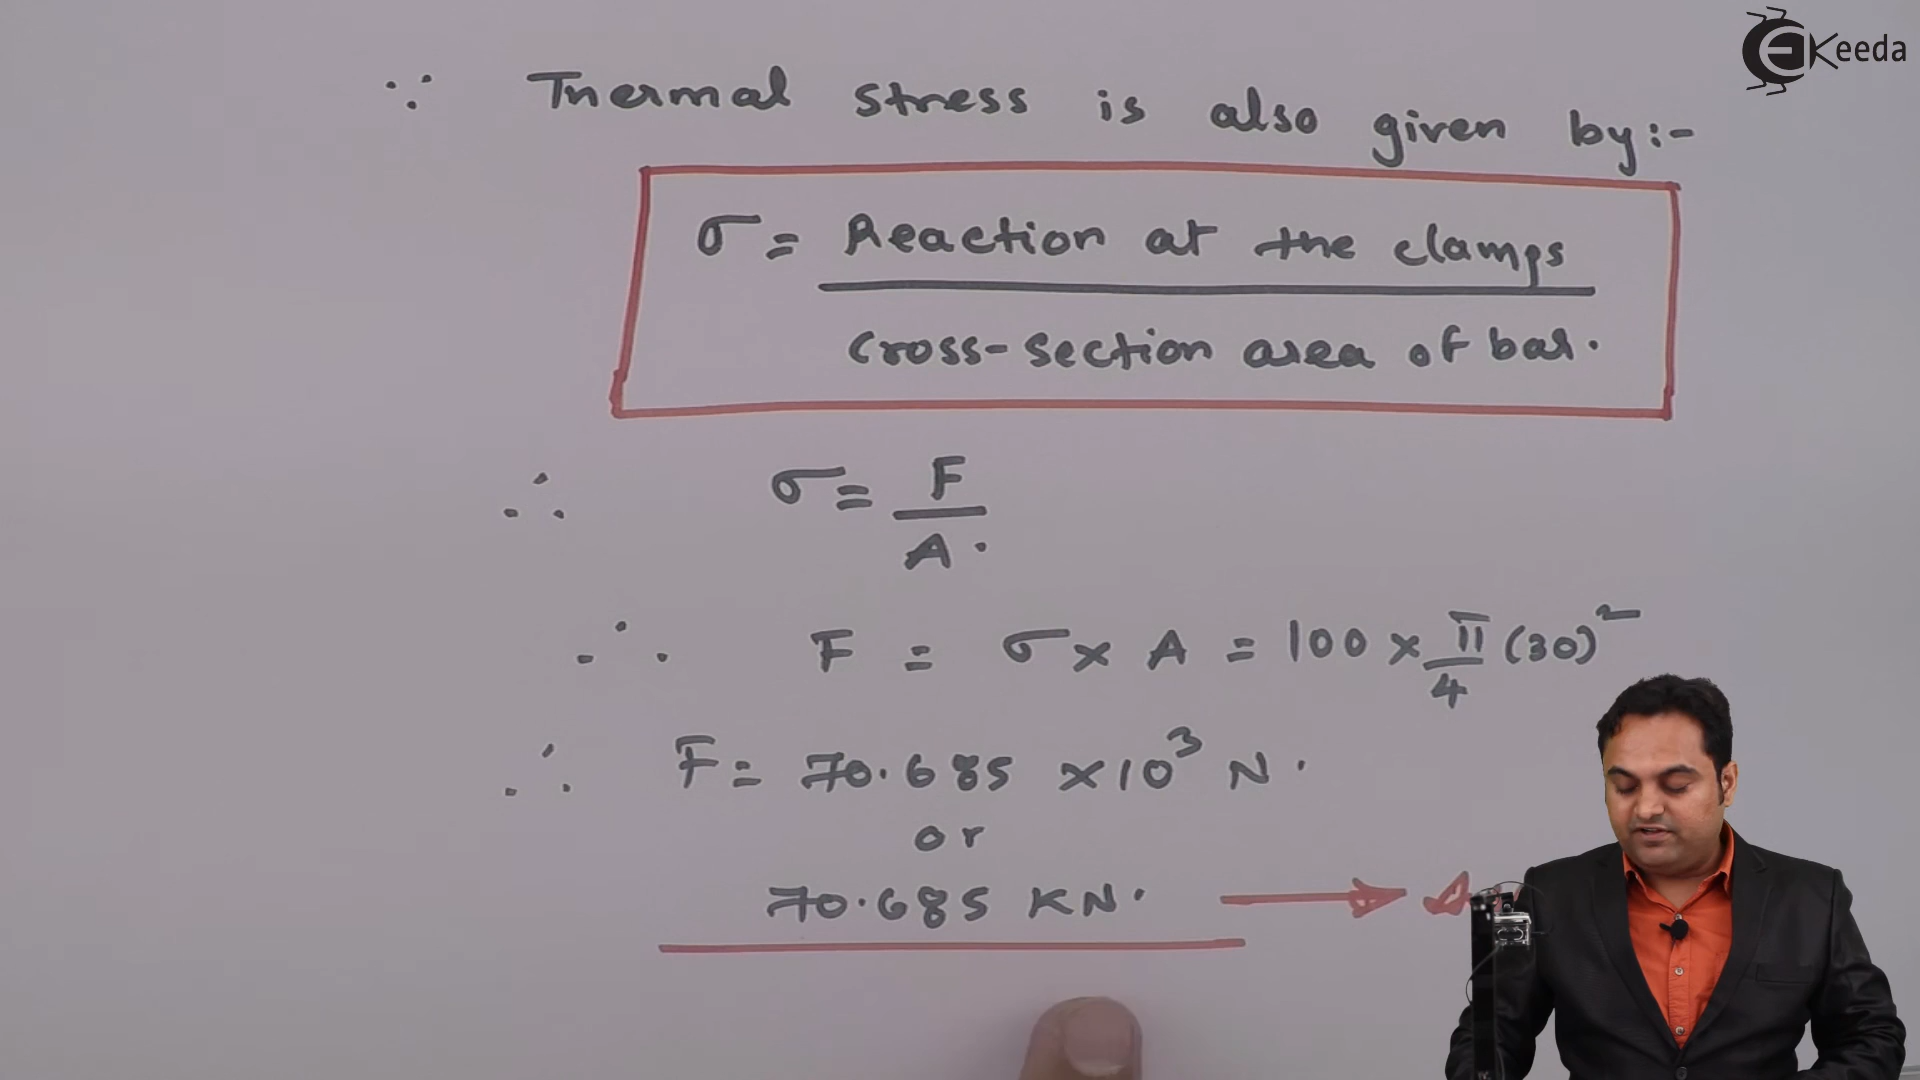 EKeeda
∵ Thermal stress is also given by:-
σ = Reaction at the clamps
cross-section area of bar.
∴ σ = F
A.
∴ F = σ × A = 100 × π/4 (30)²
∴ F = 70.685 ×10³ N.
or
70.685 KN. →